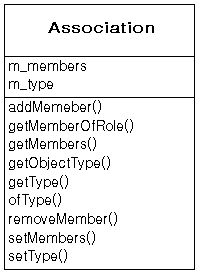 Association
m_members
m_type
addMemeber()
getMemberOfRole()
getMembers()
getObjectType()
getType()
ofType()
removeMember()
setMembers()
setType()